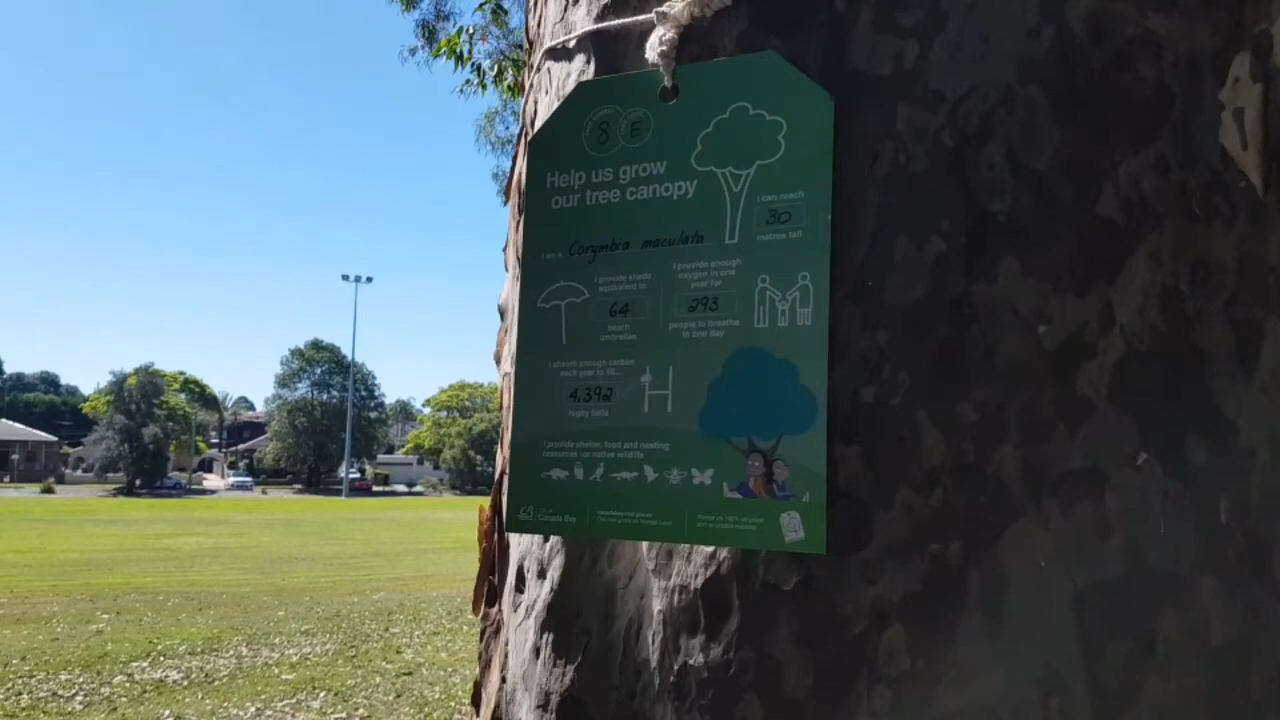 8 E
Help us grow
our tree canopy
I can reach
30
metres tall
I am a Corymbia maculata
I provide shade
equivalent to
64
beach
umbrellas
I provide enough
oxygen in one
year for
293
people to breathe
in one day
I absorb enough carbon
each year to fill...
4,392
rugby balls
I provide shelter, food and nesting
resources for native wildlife
City of
Canada Bay